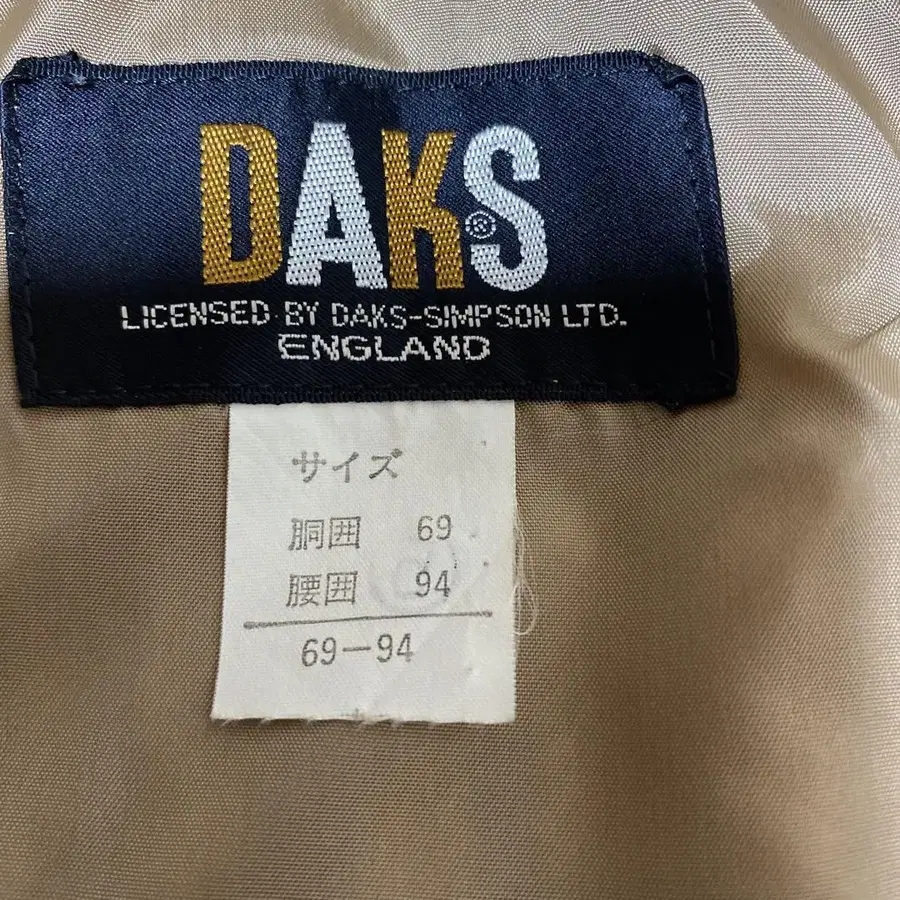 DAKS®
LICENSED BY DAKS-SIMPSON LTD.
ENGLAND
サイズ
胴囲 69
腰囲 94
69－94